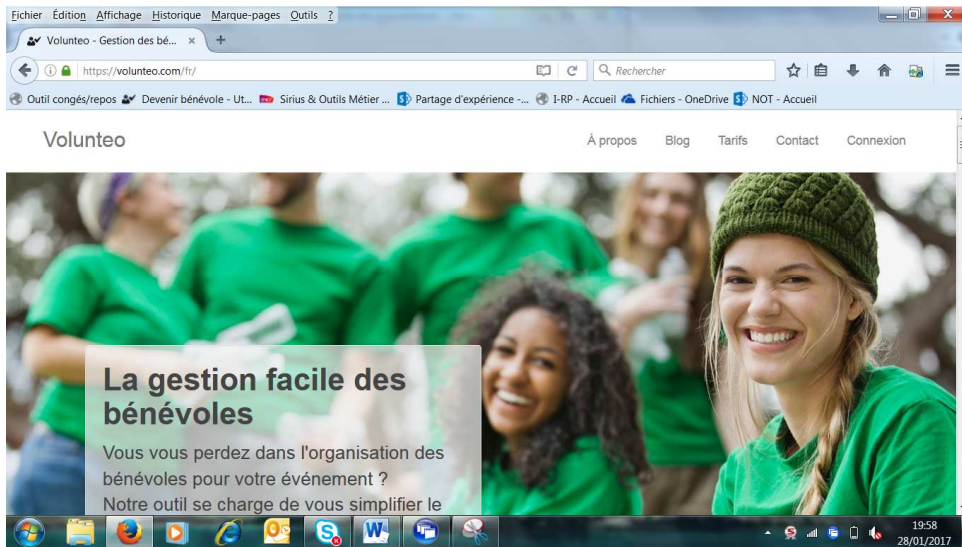 Fichier Édition Affichage Historique Marque-pages Outils ?
Volunteo - Gestion des bé... × +
https://volunteo.com/fr/
Rechercher
Outil congés/repos Devenir bénévole - Ut... Sirius & Outils Métier ... Partage d'expérience -... I-RP - Accueil Fichiers - OneDrive NOT - Accueil
Volunteo À propos Blog Tarifs Contact Connexion
La gestion facile des
bénévoles
Vous vous perdez dans l'organisation des
bénévoles pour votre événement ?
Notre outil se charge de vous simplifier le
19:58
28/01/2017